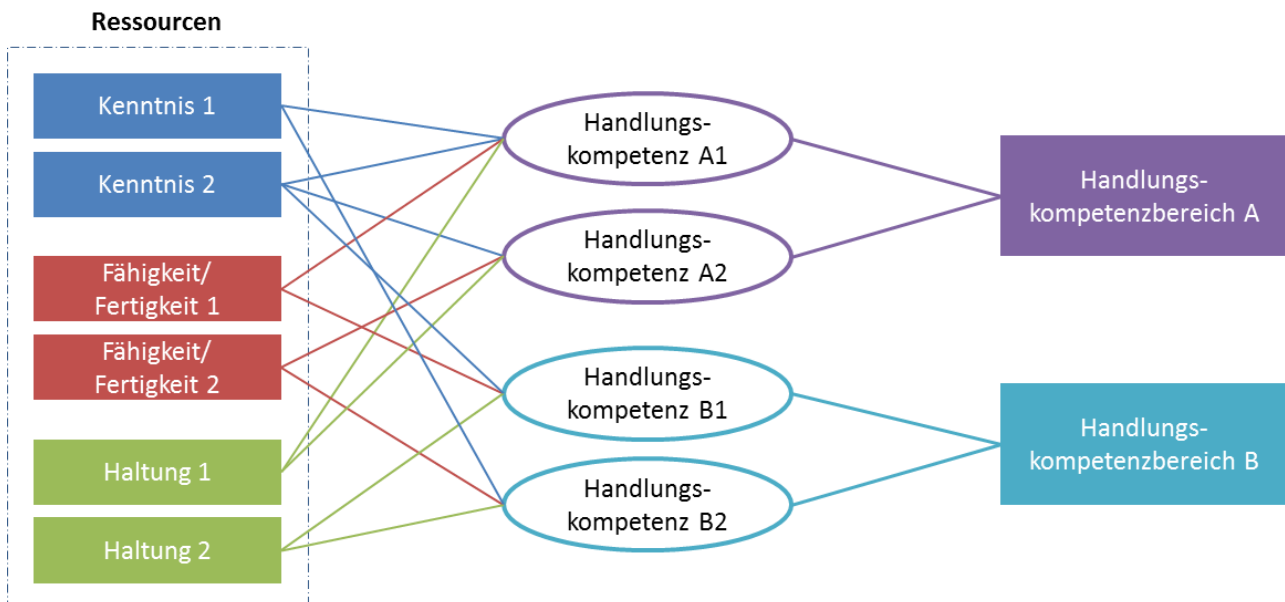 Ressourcen
Kenntnis 1
Kenntnis 2
Fähigkeit/
Fertigkeit 1
Fähigkeit/
Fertigkeit 2
Haltung 1
Haltung 2
Handlungs-
kompetenz A1
Handlungs-
kompetenz A2
Handlungs-
kompetenz B1
Handlungs-
kompetenz B2
Handlungs-
kompetenzbereich A
Handlungs-
kompetenzbereich B